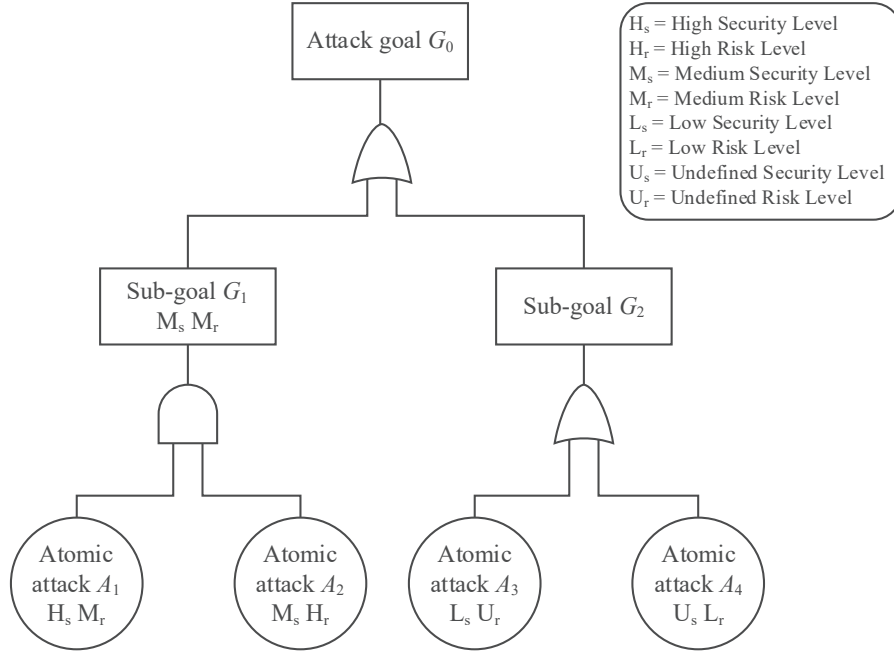 Attack goal G₀
Hₛ = High Security Level
Hᵣ = High Risk Level
Mₛ = Medium Security Level
Mᵣ = Medium Risk Level
Lₛ = Low Security Level
Lᵣ = Low Risk Level
Uₛ = Undefined Security Level
Uᵣ = Undefined Risk Level
Sub-goal G₁
Mₛ Mᵣ
Sub-goal G₂
Atomic
attack A₁
Hₛ Mᵣ
Atomic
attack A₂
Mₛ Hᵣ
Atomic
attack A₃
Lₛ Uᵣ
Atomic
attack A₄
Uₛ Lᵣ